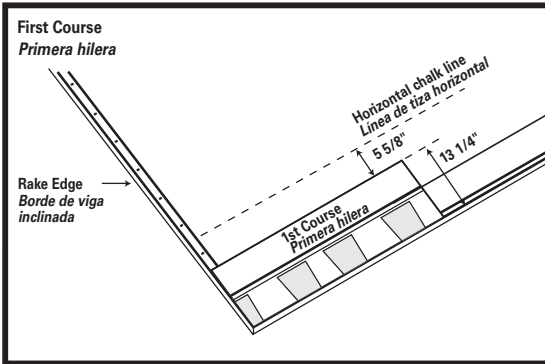 First Course
Primera hilera
Horizontal chalk line
Línea de tiza horizontal
5 5/8"
13 1/4"
Rake Edge
Borde de viga
inclinada
1st Course
Primera hilera